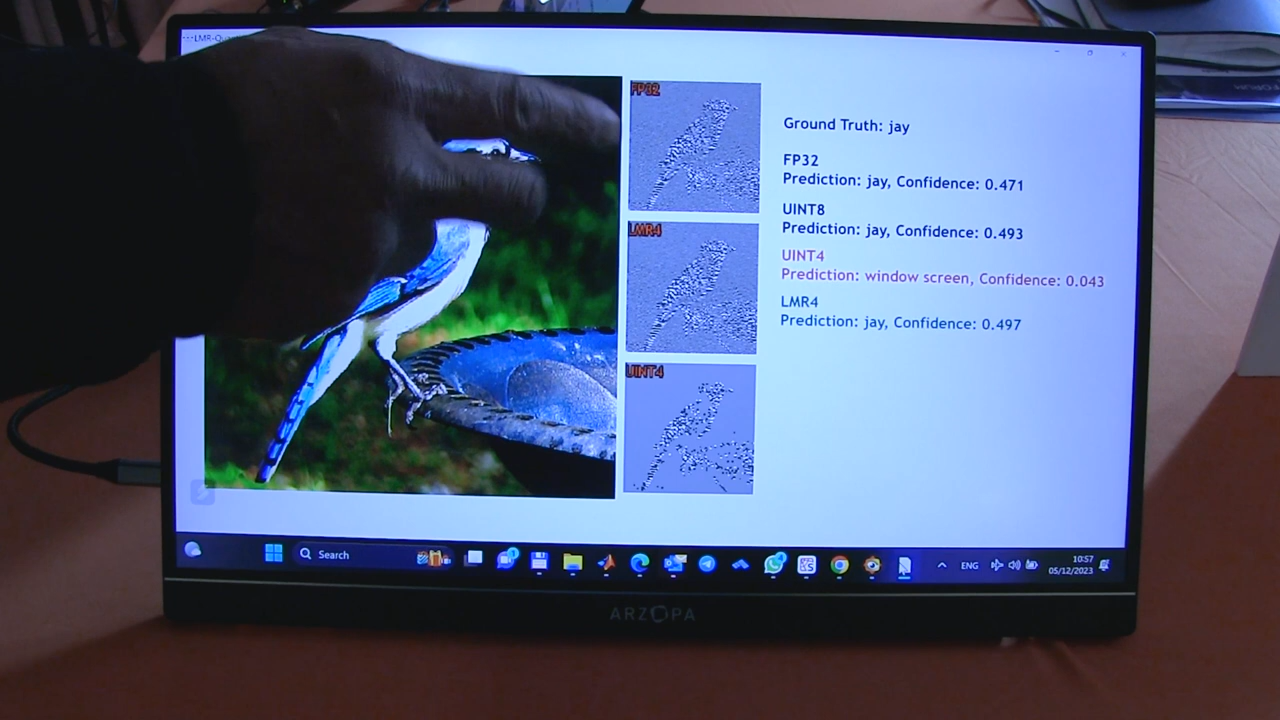 FP32
LMR4
UINT4
Ground Truth: jay
FP32
Prediction: jay, Confidence: 0.471
UINT8
Prediction: jay, Confidence: 0.493
UINT4
Prediction: window screen, Confidence: 0.043
LMR4
Prediction: jay, Confidence: 0.497
Search
ENG
10:57
05/12/2023
ARZOPA